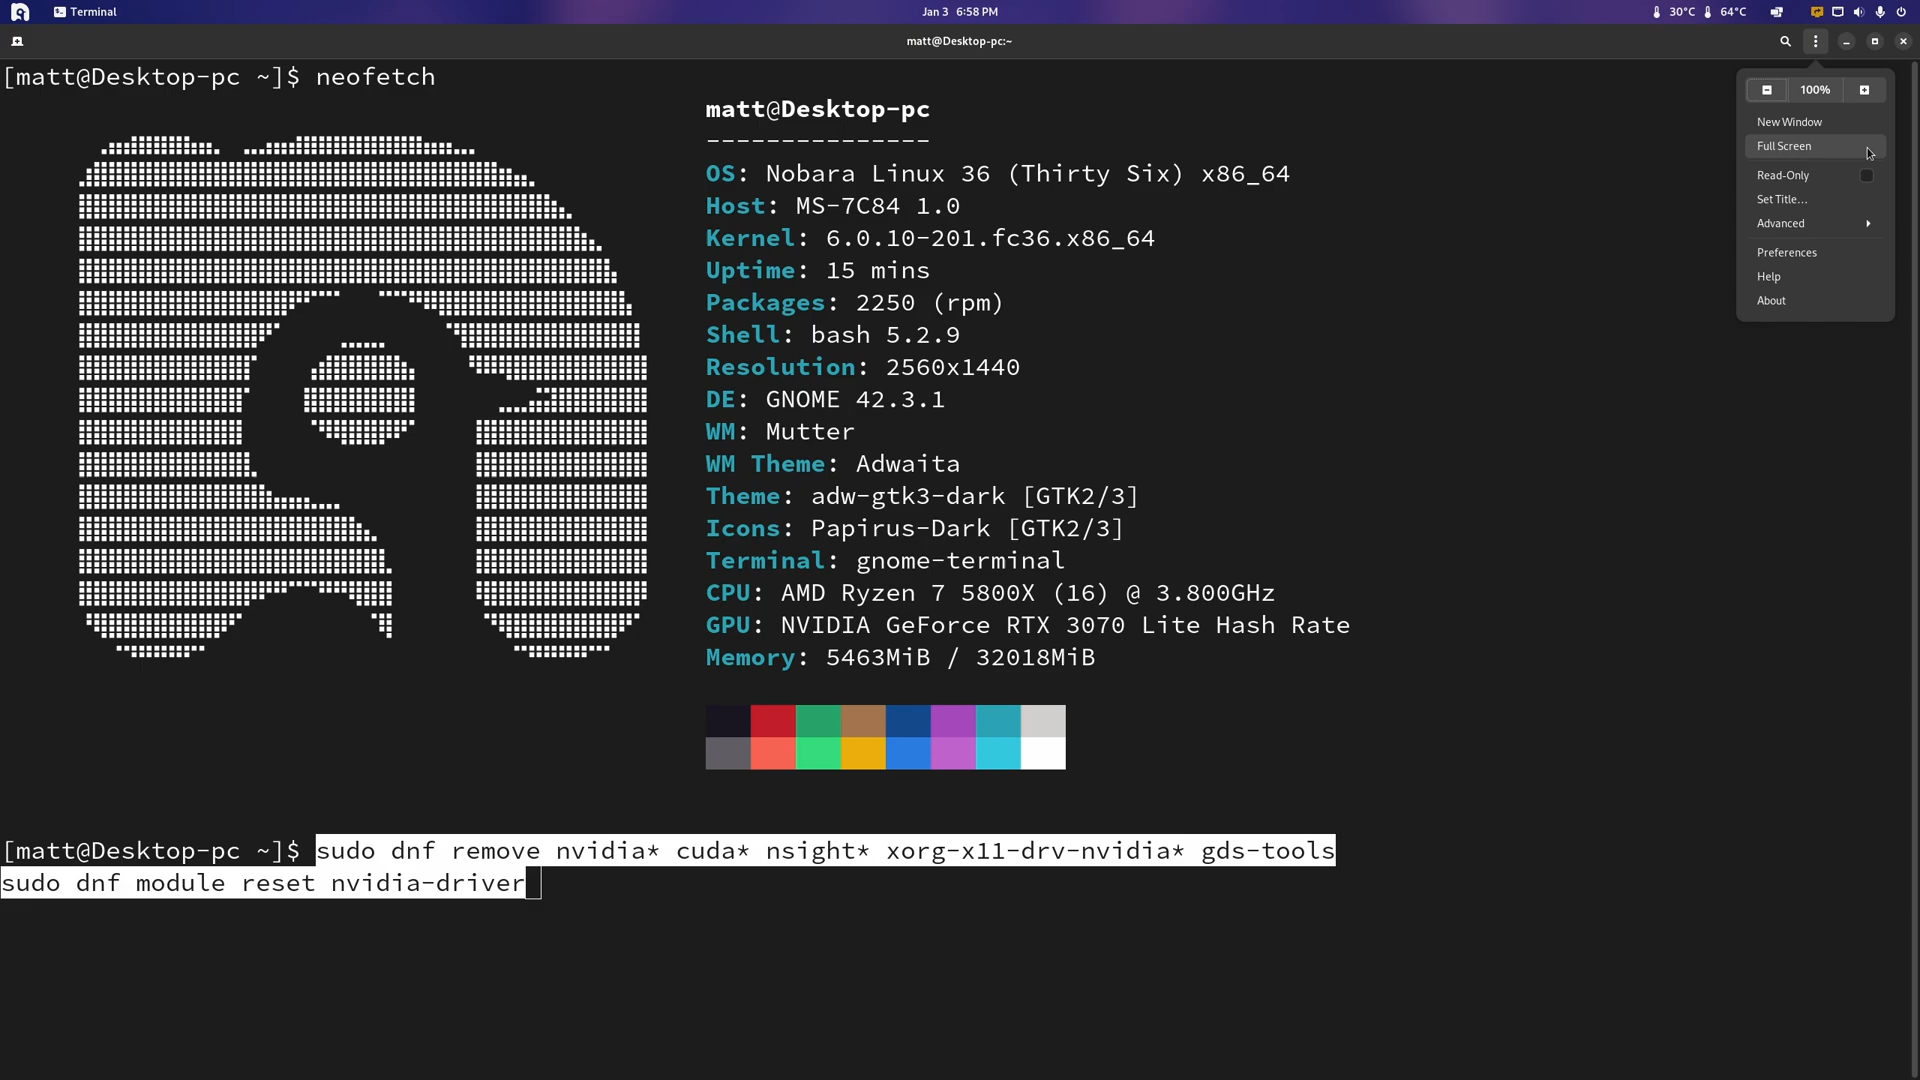 Terminal
Jan 3 6:58 PM
30°C 64°C
matt@Desktop-pc:~
[matt@Desktop-pc ~]$ neofetch
100%
New Window
Full Screen
Read-Only
Set Title...
Advanced
Preferences
Help
About
matt@Desktop-pc
---------------
OS: Nobara Linux 36 (Thirty Six) x86_64
Host: MS-7C84 1.0
Kernel: 6.0.10-201.fc36.x86_64
Uptime: 15 mins
Packages: 2250 (rpm)
Shell: bash 5.2.9
Resolution: 2560x1440
DE: GNOME 42.3.1
WM: Mutter
WM Theme: Adwaita
Theme: adw-gtk3-dark [GTK2/3]
Icons: Papirus-Dark [GTK2/3]
Terminal: gnome-terminal
CPU: AMD Ryzen 7 5800X (16) @ 3.800GHz
GPU: NVIDIA GeForce RTX 3070 Lite Hash Rate
Memory: 5463MiB / 32018MiB
[matt@Desktop-pc ~]$ sudo dnf remove nvidia* cuda* nsight* xorg-x11-drv-nvidia* gds-tools
sudo dnf module reset nvidia-driver